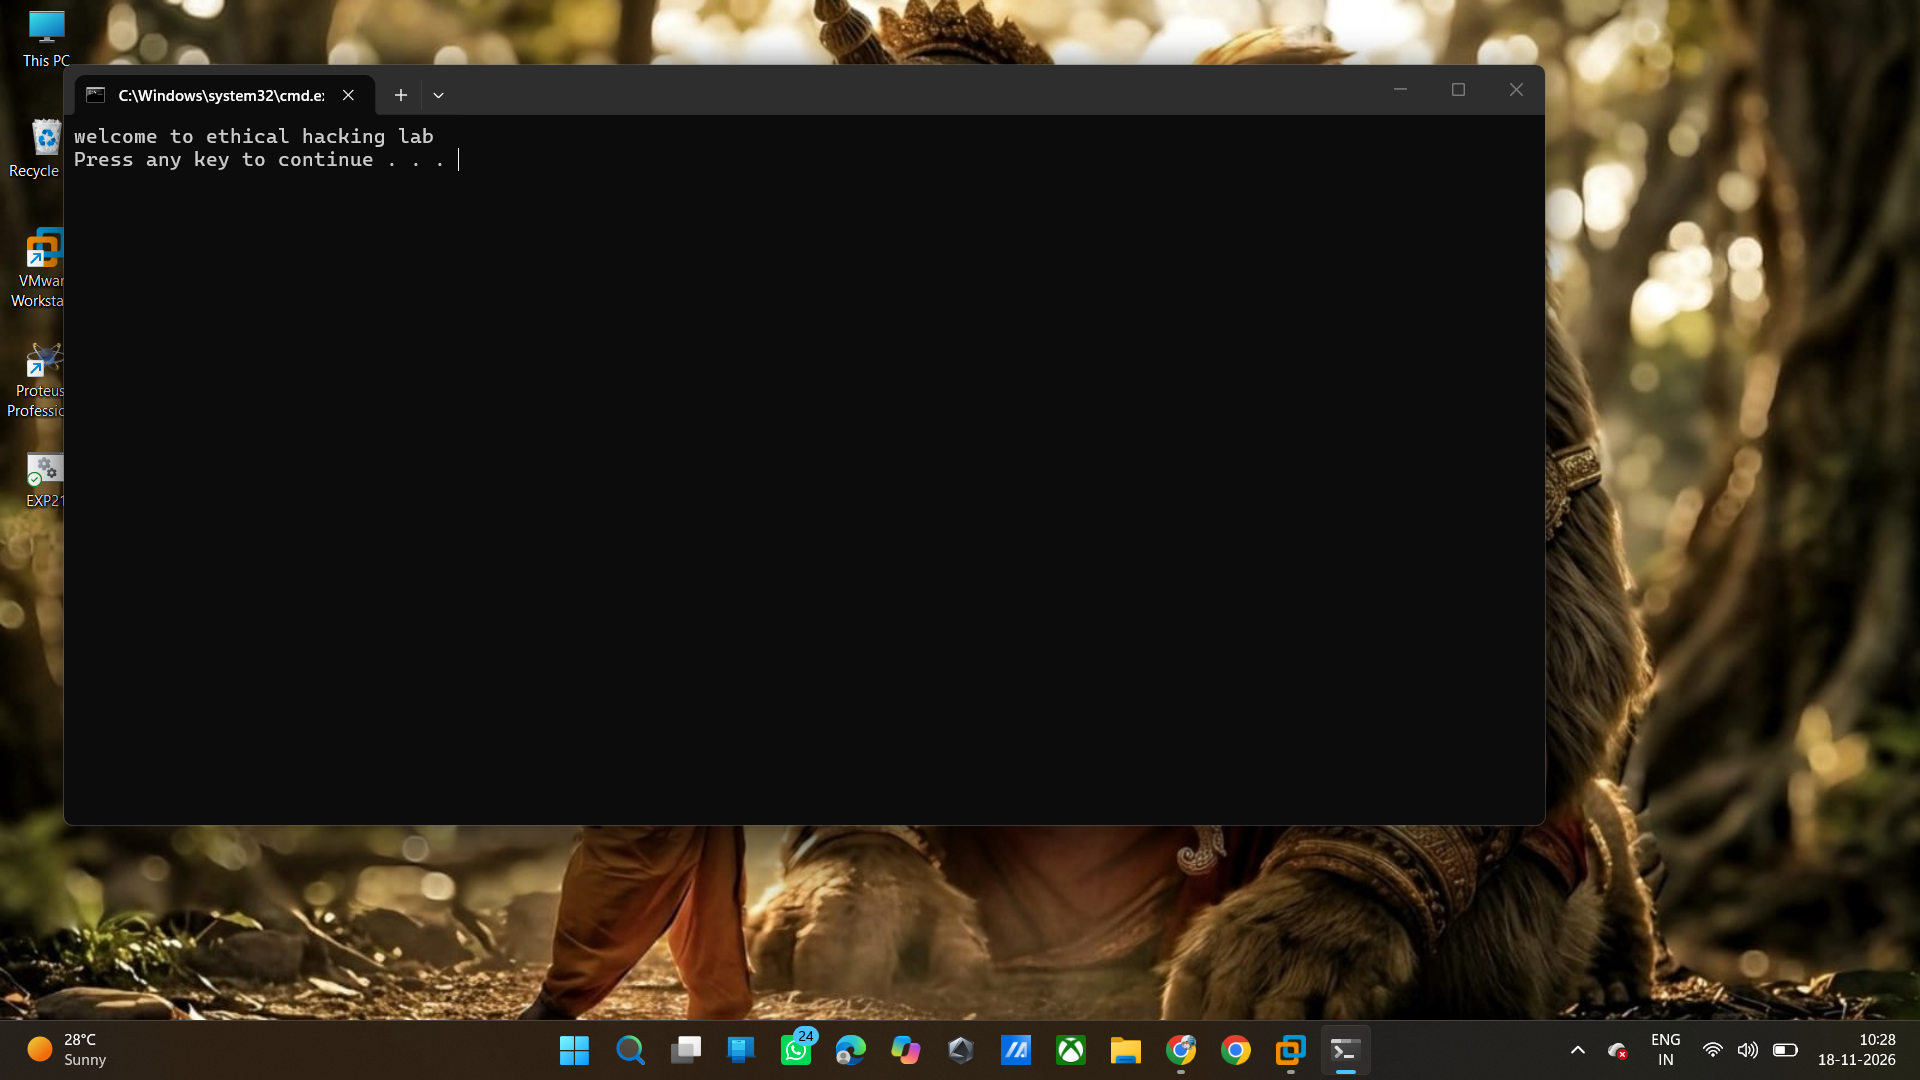 This PC
C:\Windows\system32\cmd.e
welcome to ethical hacking lab
Press any key to continue . . .
Recycle
VMwar
Worksta
Proteus
Professio
EXP21
28°C
Sunny
24
ENG
IN
10:28
18-11-2026